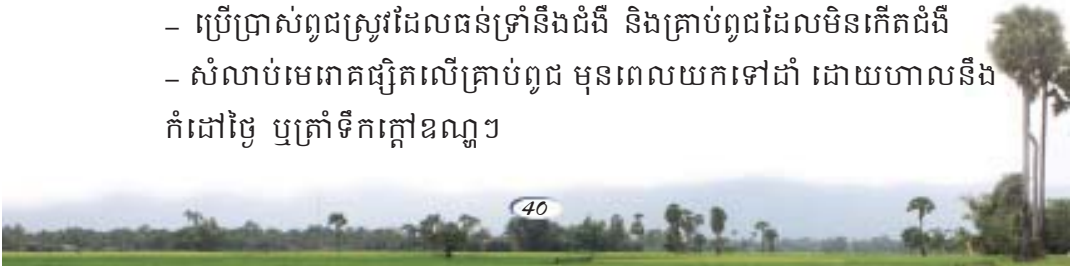 – ប្រើប្រាស់ពូជស្រូវដែលធន់ទ្រាំនឹងជំងឺ និងគ្រាប់ពូជដែលមិនកើតជំងឺ
– សំលាប់មេរោគផ្សិតលើគ្រាប់ពូជ មុនពេលយកទៅដាំ ដោយហាលនឹង
កំដៅថ្ងៃ ឬត្រាំទឹកក្តៅឧណ្ហៗ
40